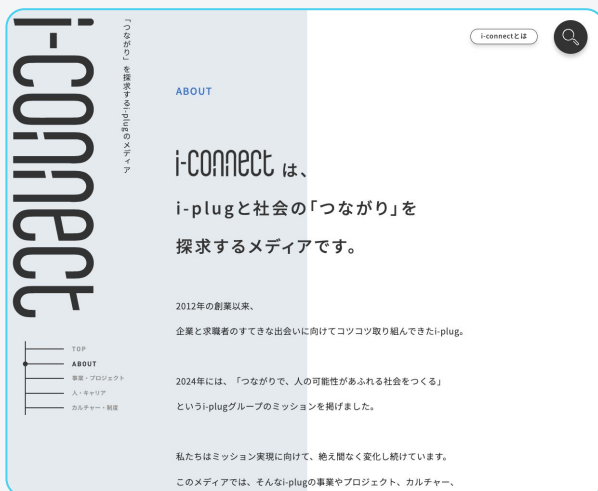 i-connect
「つながり」を探求するi-plugのメディア
i-connectとは
TOP
ABOUT
事業・プロジェクト
人・キャリア
カルチャー・制度
ABOUT
i-connect は、
i-plugと社会の「つながり」を
探求するメディアです。
2012年の創業以来、
企業と求職者のすてきな出会いに向けてコツコツ取り組んできたi-plug。
2024年には、「つながりで、人の可能性があふれる社会をつくる」
というi-plugグループのミッションを掲げました。
私たちはミッション実現に向けて、絶え間なく変化し続けています。
このメディアでは、そんなi-plugの事業やプロジェクト、カルチャー、